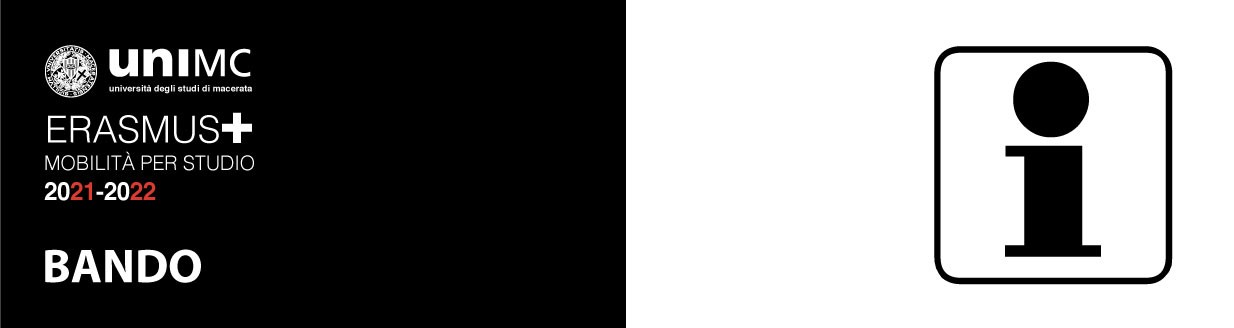 unIMC
università degli studi di macerata
ERASMUS+
MOBILITÀ PER STUDIO
2021-2022
BANDO
i